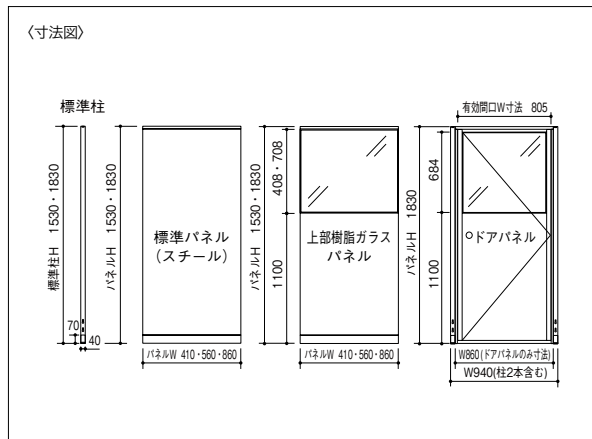 〈寸法図〉
標準柱
標準柱H 1530・1830
70
40
パネルH 1530・1830
標準パネル
(スチール)
パネルW 410・560・860
パネルH 1530・1830
408・708
1100
上部樹脂ガラス
パネル
パネルW 410・560・860
有効間口W寸法 805
パネルH 1830
684
1100
ドアパネル
W860(ドアパネルのみ寸法)
W940(柱2本含む)